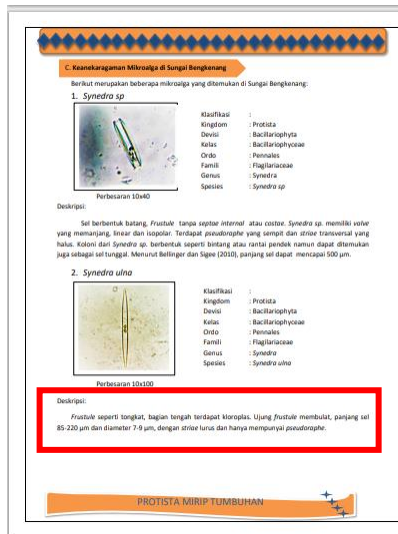 C. Keanekaragaman Mikroalga di Sungai Bengkenang
Berikut merupakan beberapa mikroalga yang ditemukan di Sungai Bengkenang:
1. Synedra sp
Klasifikasi :
Kingdom : Protista
Devisi : Bacillariophyta
Kelas : Bacillariophyceae
Ordo : Pennales
Famili : Flagilariaceae
Genus : Synedra
Spesies : Synedra sp
Perbesaran 10x40
Deskripsi:
Sel berbentuk batang, Frustule tanpa septae internal atau costae. Synedra sp. memiliki valve
yang memanjang, linear dan isopolar. Terdapat pseudoraphe yang sempit dan striae transversal yang
halus. Koloni dari Synedra sp. berbentuk seperti bintang atau rantai pendek namun dapat ditemukan
juga sebagai sel tunggal. Menurut Bellinger dan Sigee (2010), panjang sel dapat mencapai 500 µm.
2. Synedra ulna
Klasifikasi :
Kingdom : Protista
Devisi : Bacillariophyta
Kelas : Bacillariophyceae
Ordo : Pennales
Famili : Flagilariaceae
Genus : Synedra
Spesies : Synedra ulna
Perbesaran 10x100
Deskripsi:
Frustule seperti tongkat, bagian tengah terdapat kloroplas. Ujung frustule membulat, panjang sel
85-220 µm dan diameter 7-9 µm, dengan striae lurus dan hanya mempunyai pseudoraphe.
PROTISTA MIRIP TUMBUHAN